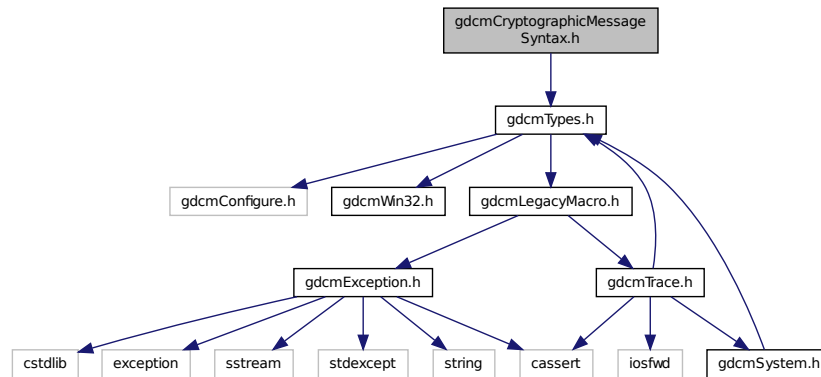 gdcmCryptographicMessage
Syntax.h
gdcmTypes.h
gdcmConfigure.h
gdcmWin32.h
gdcmLegacyMacro.h
gdcmException.h
gdcmTrace.h
cstdlib
exception
sstream
stdexcept
string
cassert
iosfwd
gdcmSystem.h